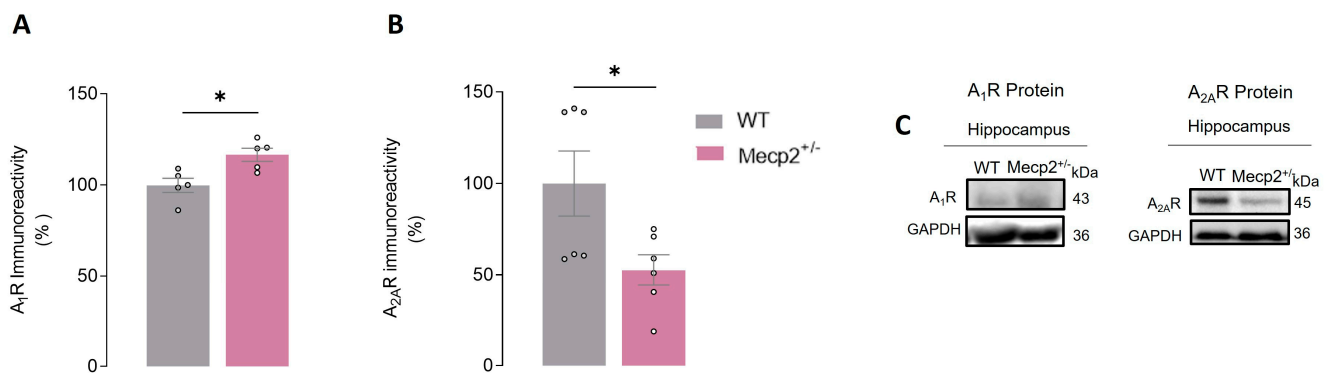 A
A₁R Immunoreactivity
(%)
150
100
50
0
*
B
A₂AR immunoreactivity
(%)
150
100
50
0
*
WT
Mecp2⁺/⁻
C
A₁R Protein
Hippocampus
WT Mecp2⁺/⁻ kDa
A₁R 43
GAPDH 36
A₂AR Protein
Hippocampus
WT Mecp2⁺/⁻ kDa
A₂AR 45
GAPDH 36